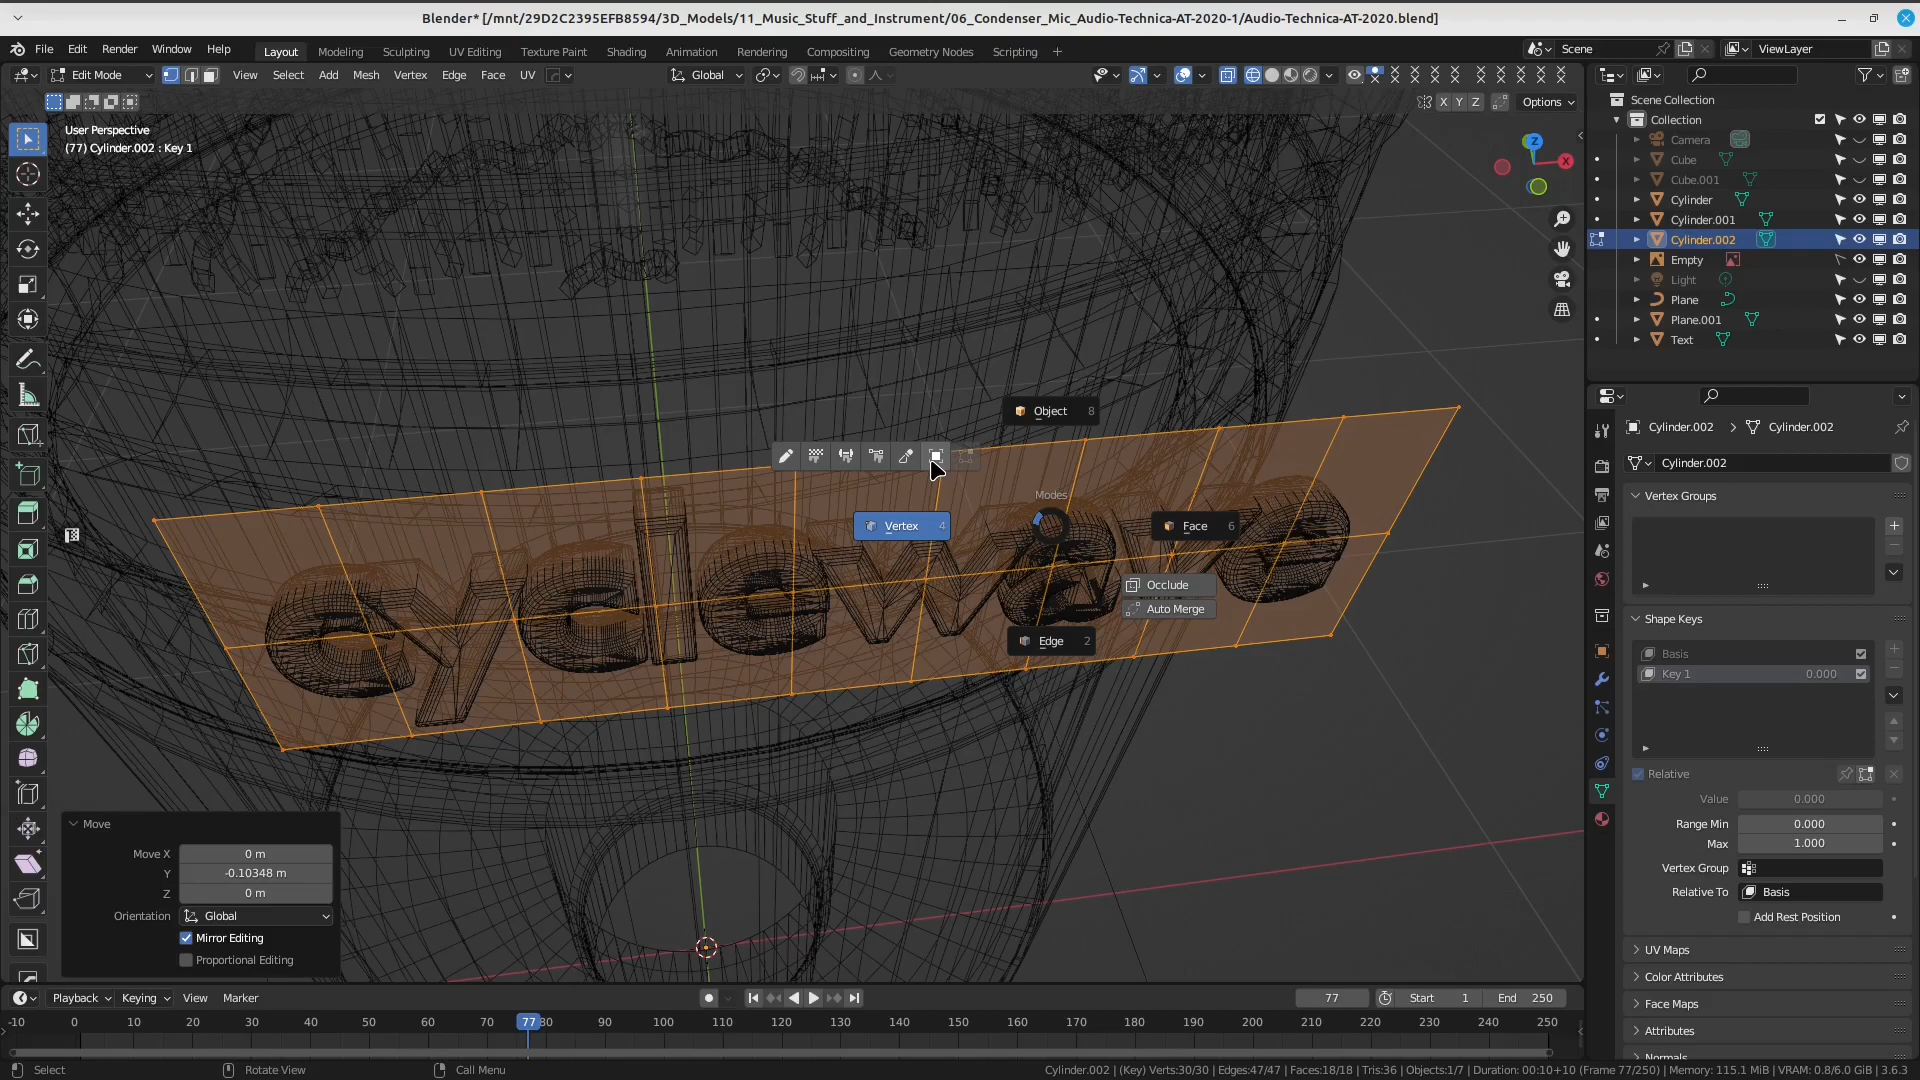 Blender* [/mnt/29D2C2395EFB8594/3D_Models/11_Music_Stuff_and_Instrument/06_Condenser_Mic_Audio-Technica-AT-2020-1/Audio-Technica-AT-2020.blend]
File Edit Render Window Help Layout Modeling Sculpting UV Editing Texture Paint Shading Animation Rendering Compositing Geometry Nodes Scripting + Scene ViewLayer
Edit Mode View Select Add Mesh Vertex Edge Face UV Global
X Y Z Options
User Perspective
(77) Cylinder.002 : Key 1
Z
X
Scene Collection
Collection
Camera
Cube
Cube.001
Cylinder
Cylinder.001
Cylinder.002
Empty
Light
Plane
Plane.001
Text
Object 8
Modes
Vertex 4
Face 6
Occlude
Auto Merge
Edge 2
Cylinder.002 Cylinder.002
Cylinder.002
Vertex Groups
Shape Keys
Basis
Key 1 0.000
Relative
Value 0.000
Range Min 0.000
Max 1.000
Vertex Group
Relative To Basis
Add Rest Position
UV Maps
Color Attributes
Face Maps
Attributes
Normals
Move
Move X 0 m
Y -0.10348 m
Z 0 m
Orientation Global
Mirror Editing
Proportional Editing
Playback Keying View Marker 77 Start 1 End 250
-10 0 10 20 30 40 50 60 70 77 80 90 100 110 120 130 140 150 160 170 180 190 200 210 220 230 240 250
Select Rotate View Call Menu Cylinder.002 | (Key) Verts:30/30 | Edges:47/47 | Faces:18/18 | Tris:36 | Objects:1/7 | Duration: 00:10+10 (Frame 77/250) | Memory: 115.1 MiB | VRAM: 0.8/6.0 GiB | 3.6.3